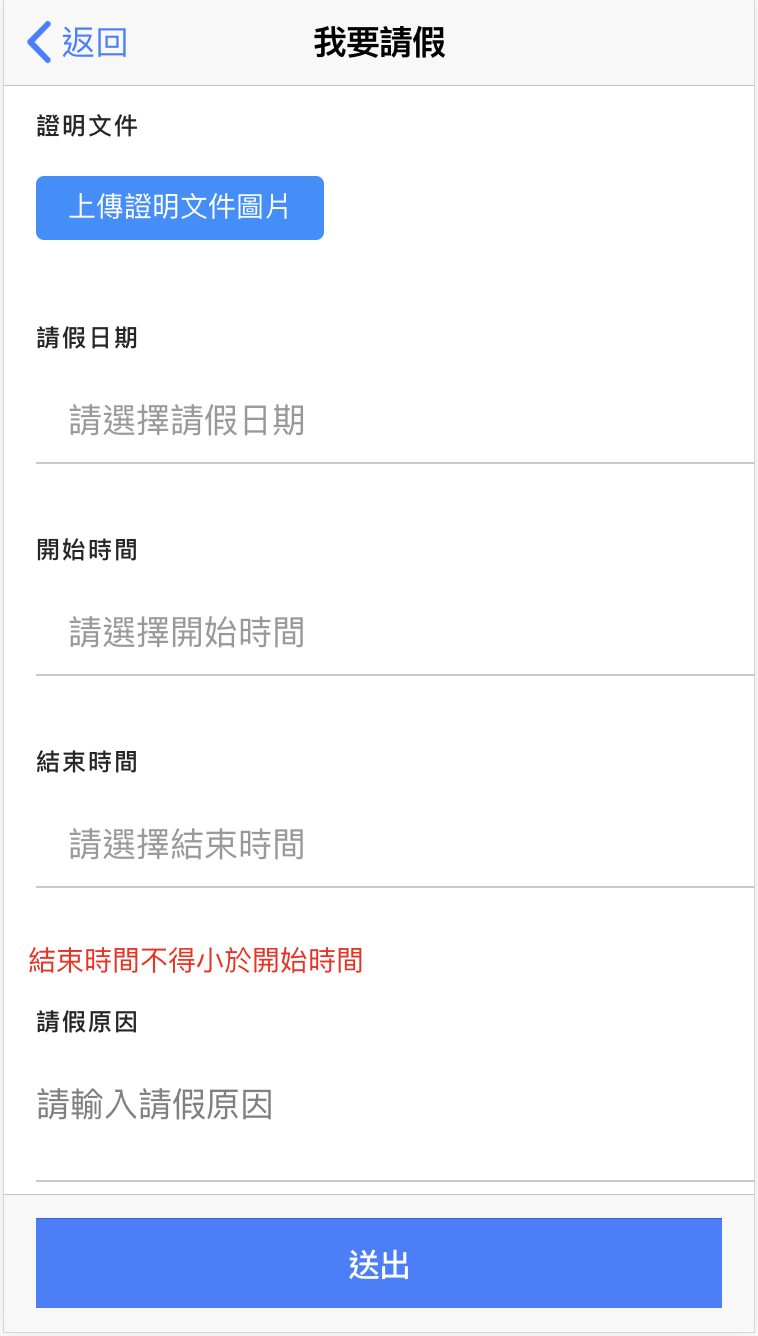 返回
我要請假
證明文件
上傳證明文件圖片
請假日期
請選擇請假日期
開始時間
請選擇開始時間
結束時間
請選擇結束時間
結束時間不得小於開始時間
請假原因
請輸入請假原因
送出